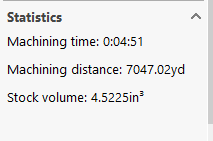 Statistics
Machining time: 0:04:51
Machining distance: 7047.02yd
Stock volume: 4.5225in³